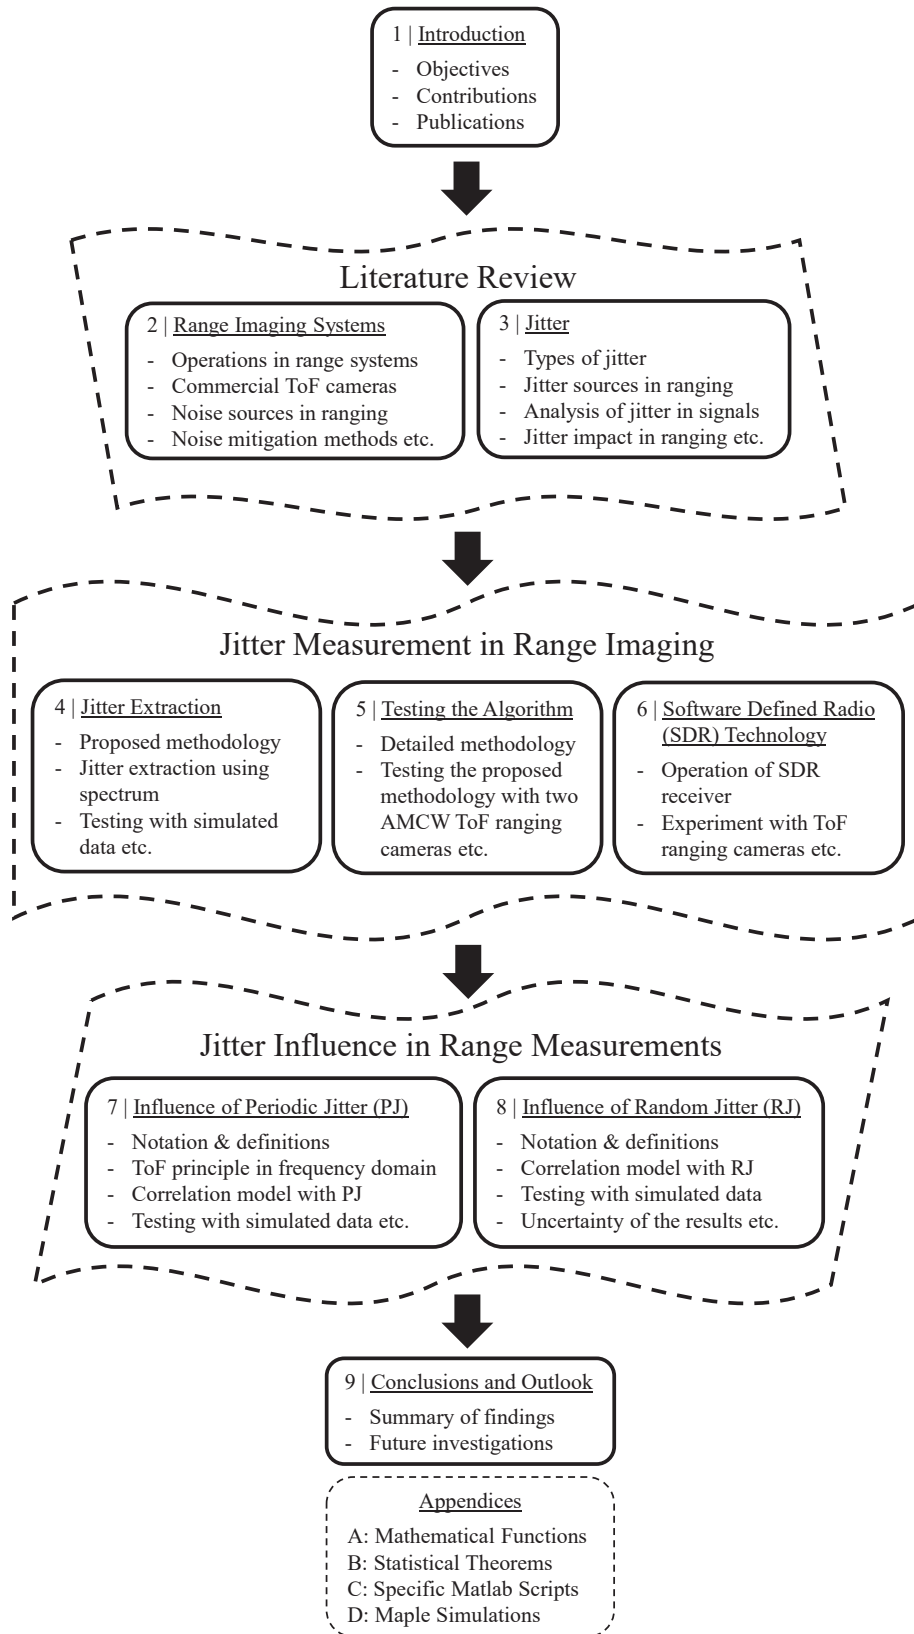 1 | Introduction
- Objectives
- Contributions
- Publications
Literature Review
2 | Range Imaging Systems
- Operations in range systems
- Commercial ToF cameras
- Noise sources in ranging
- Noise mitigation methods etc.
3 | Jitter
- Types of jitter
- Jitter sources in ranging
- Analysis of jitter in signals
- Jitter impact in ranging etc.
Jitter Measurement in Range Imaging
4 | Jitter Extraction
- Proposed methodology
- Jitter extraction using
spectrum
- Testing with simulated
data etc.
5 | Testing the Algorithm
- Detailed methodology
- Testing the proposed
methodology with two
AMCW ToF ranging
cameras etc.
6 | Software Defined Radio
(SDR) Technology
- Operation of SDR
receiver
- Experiment with ToF
ranging cameras etc.
Jitter Influence in Range Measurements
7 | Influence of Periodic Jitter (PJ)
- Notation & definitions
- ToF principle in frequency domain
- Correlation model with PJ
- Testing with simulated data etc.
8 | Influence of Random Jitter (RJ)
- Notation & definitions
- Correlation model with RJ
- Testing with simulated data
- Uncertainty of the results etc.
9 | Conclusions and Outlook
- Summary of findings
- Future investigations
Appendices
A: Mathematical Functions
B: Statistical Theorems
C: Specific Matlab Scripts
D: Maple Simulations